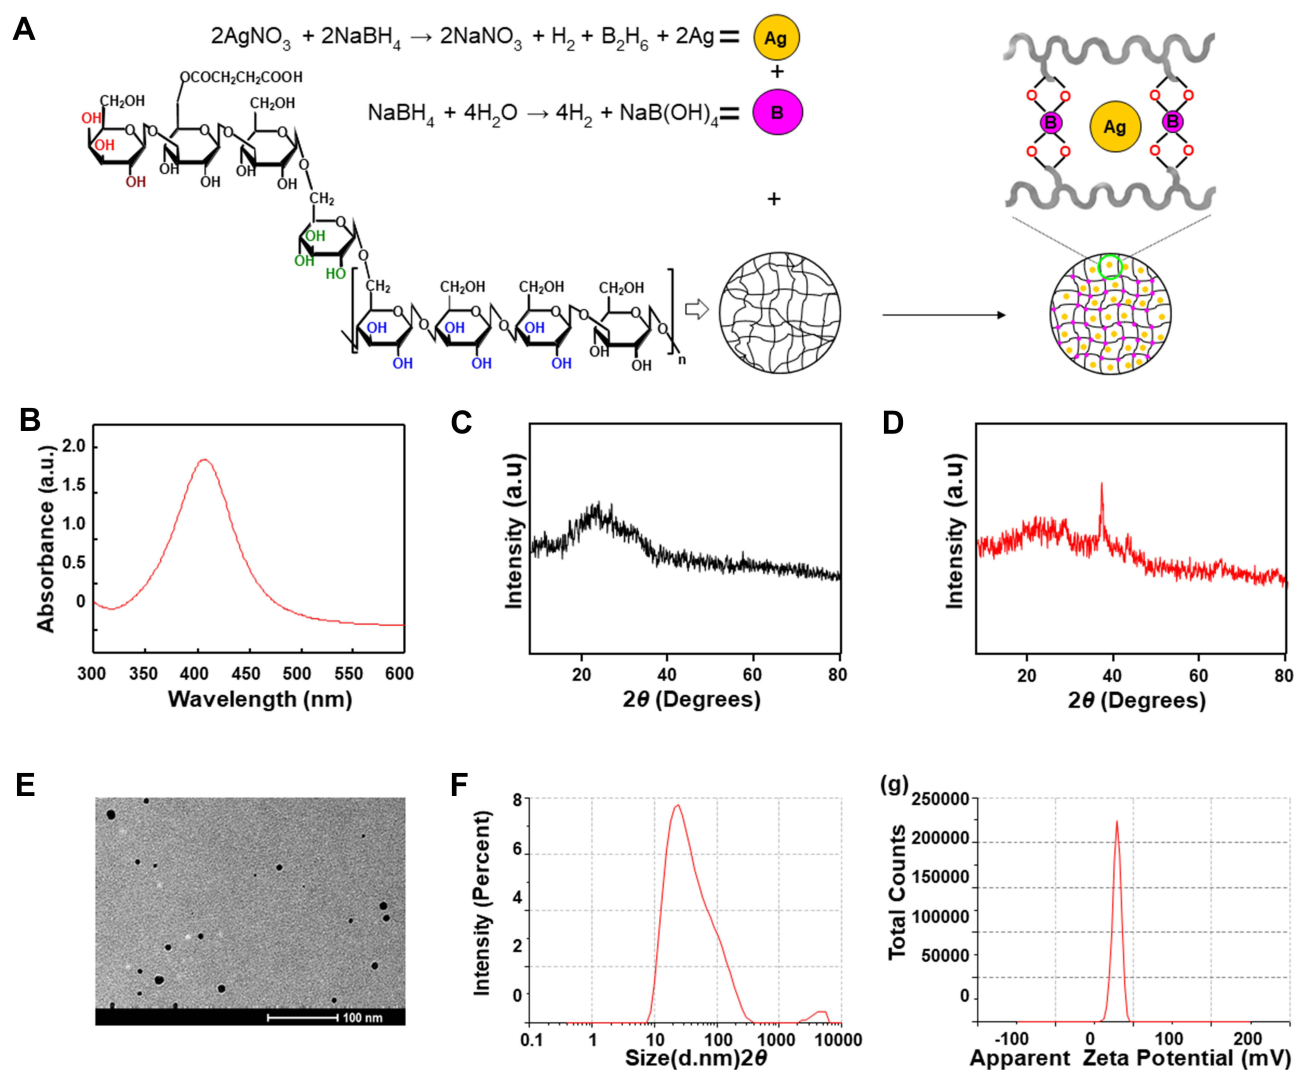 A
2AgNO₃ + 2NaBH₄ → 2NaNO₃ + H₂ + B₂H₆ + 2Ag = Ag
+
NaBH₄ + 4H₂O → 4H₂ + NaB(OH)₄ = B
+
OCOCH₂CH₂COOH
CH₂OH
CH₂OH
OH
OH
OH
O
O
O
O
O
OH
OH
OH
OH
O
CH₂
O
OH
OH
HO
O
CH₂
CH₂OH
CH₂OH
CH₂OH
O
O
O
O
O
O
O
O
OH
OH
OH
OH
OH
OH
OH
OH
n
O O O O
B Ag B
O O O O
B
Absorbance (a.u.)
2.0
1.5
1.0
0.5
0
300 350 400 450 500 550 600
Wavelength (nm)
C
Intensity (a.u)
20 40 60 80
2θ (Degrees)
D
Intensity (a.u)
20 40 60 80
2θ (Degrees)
E
100 nm
F
Intensity (Percent)
8
6
4
2
0
0.1 1 10 100 1000 10000
Size(d.nm)2θ
(g)
Total Counts
250000
200000
150000
100000
50000
0
-100 0 100 200
Apparent Zeta Potential (mV)